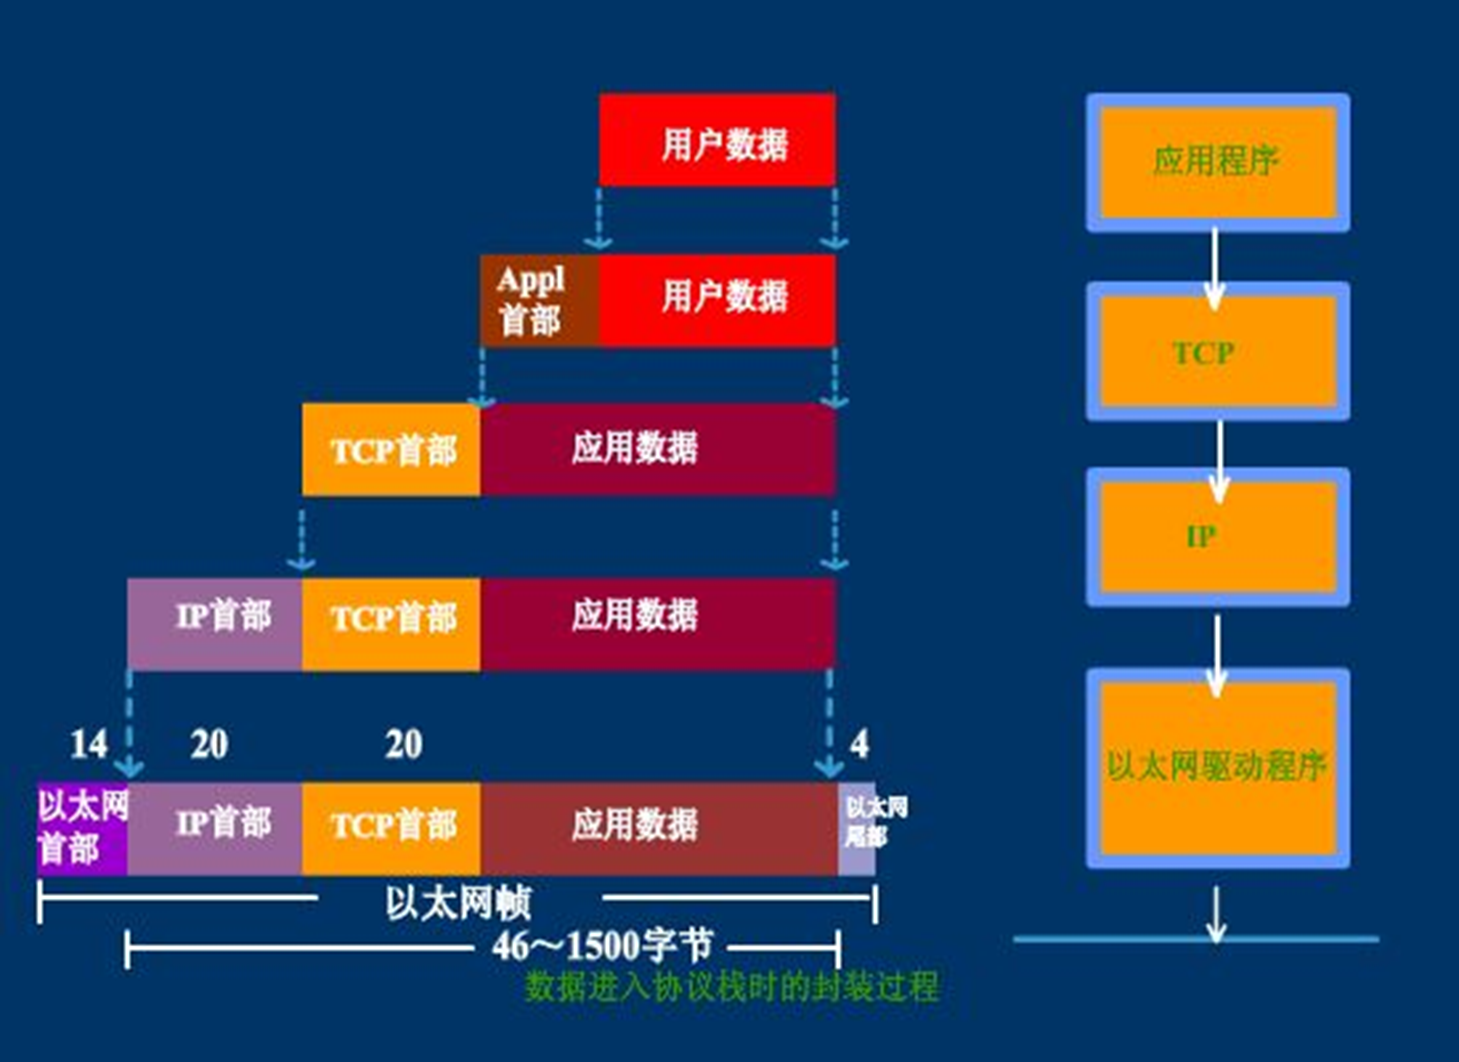 用户数据
Appl
首部
用户数据
TCP首部
应用数据
IP首部
TCP首部
应用数据
14
20
20
4
以太网
首部
IP首部
TCP首部
应用数据
以太网
尾部
以太网帧
46～1500字节
数据进入协议栈时的封装过程
应用程序
TCP
IP
以太网驱动程序